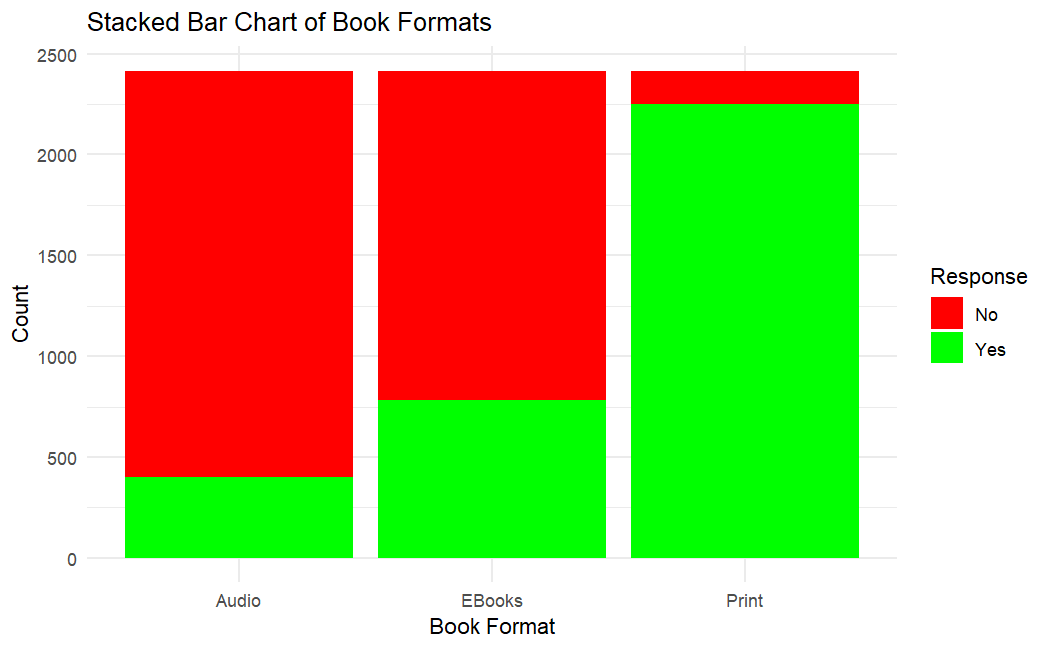 Stacked Bar Chart of Book Formats
2500
2000
1500
1000
500
0
Count
Audio
EBooks
Print
Book Format
Response
No
Yes